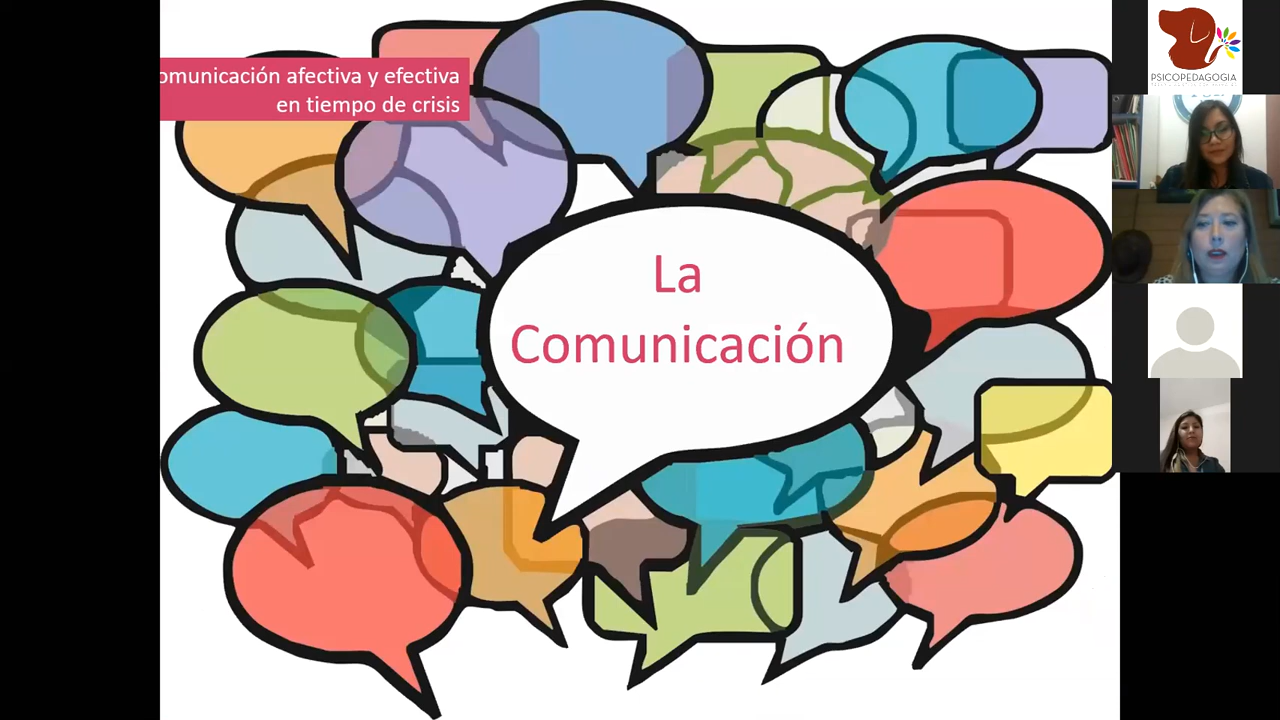 omunicación afectiva y efectiva
en tiempo de crisis
La
Comunicación
PSICOPEDAGOGIA